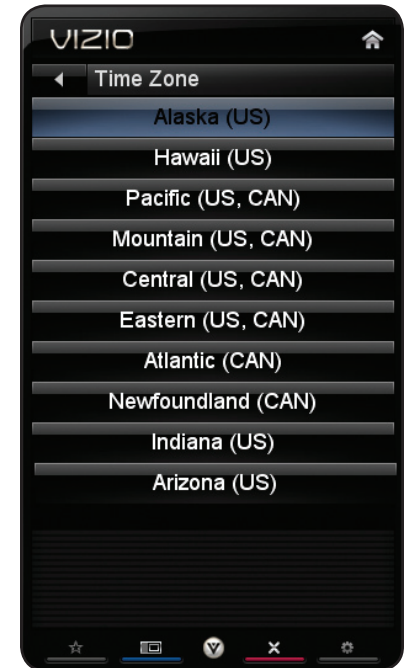 VIZIO
Time Zone
Alaska (US)
Hawaii (US)
Pacific (US, CAN)
Mountain (US, CAN)
Central (US, CAN)
Eastern (US, CAN)
Atlantic (CAN)
Newfoundland (CAN)
Indiana (US)
Arizona (US)
V